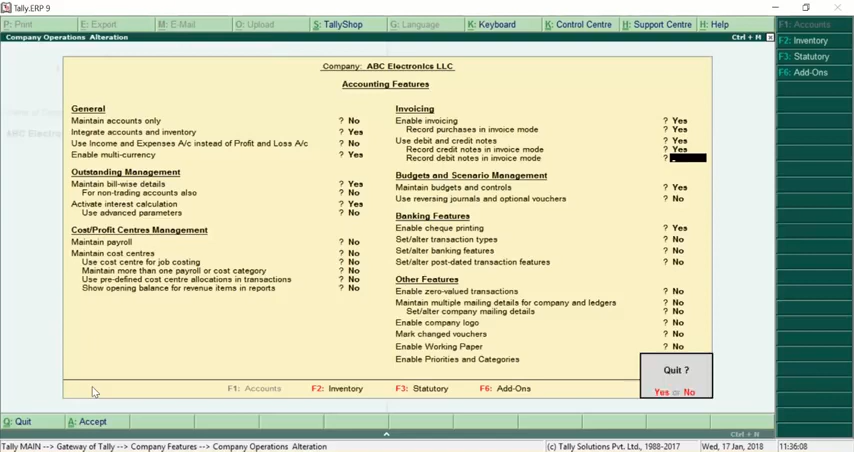 Tally.ERP 9
P: Print E: Export M: E-Mail O: Upload S: TallyShop G: Language K: Keyboard K: Control Centre H: Support Centre H: Help F1: Accounts
Company Operations Alteration Ctrl + M
F2: Inventory
F3: Statutory
F6: Add-Ons
Company: ABC Electronics LLC
Accounting Features
General
Maintain accounts only ? No
Integrate accounts and inventory ? Yes
Use Income and Expenses A/c instead of Profit and Loss A/c ? No
Enable multi-currency ? Yes
Outstanding Management
Maintain bill-wise details ? Yes
For non-trading accounts also ? No
Activate interest calculation ? Yes
Use advanced parameters ? No
Cost/Profit Centres Management
Maintain payroll ? No
Maintain cost centres ? No
Use cost centre for job costing ? No
Maintain more than one payroll or cost category ? No
Use pre-defined cost centre allocations in transactions ? No
Show opening balance for revenue items in reports ? No
Invoicing
Enable invoicing ? Yes
Record purchases in invoice mode ? Yes
Use debit and credit notes ? Yes
Record credit notes in invoice mode ? Yes
Record debit notes in invoice mode ?
Budgets and Scenario Management
Maintain budgets and controls ? Yes
Use reversing journals and optional vouchers ? No
Banking Features
Enable cheque printing ? Yes
Set/alter transaction types ? No
Set/alter banking features ? No
Set/alter post-dated transaction features ? No
Other Features
Enable zero-valued transactions ? No
Maintain multiple mailing details for company and ledgers ? No
Set/alter company mailing details ? No
Enable company logo ? No
Mark changed vouchers ? No
Enable Working Paper ? No
Enable Priorities and Categories
Quit ?
Yes or No
F1: Accounts F2: Inventory F3: Statutory F6: Add-Ons
Q: Quit A: Accept
Ctrl + N
Tally MAIN --> Gateway of Tally --> Company Features --> Company Operations Alteration (c) Tally Solutions Pvt. Ltd., 1988-2017 Wed, 17 Jan, 2018 11:36:08